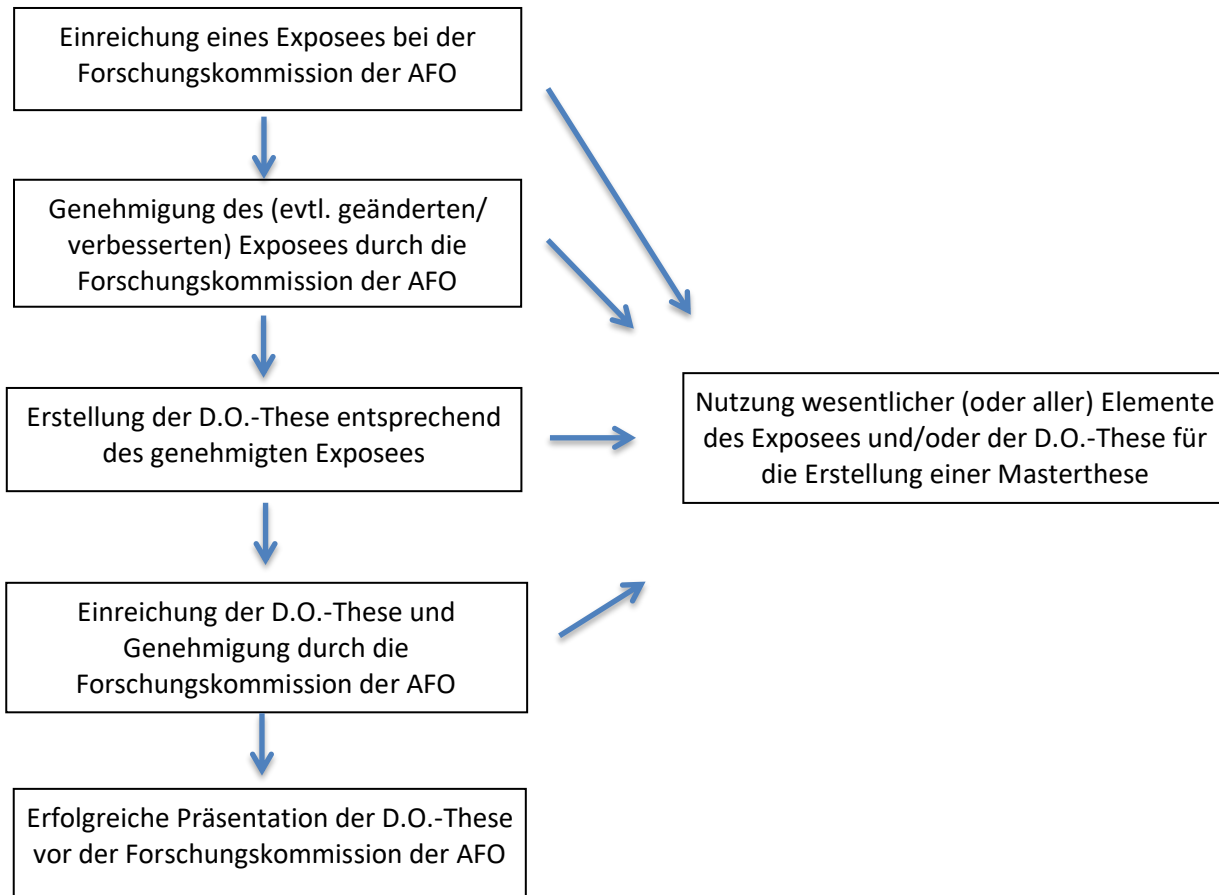 Einreichung eines Exposees bei der
Forschungskommission der AFO
Genehmigung des (evtl. geänderten/
verbesserten) Exposees durch die
Forschungskommission der AFO
Erstellung der D.O.-These entsprechend
des genehmigten Exposees
Nutzung wesentlicher (oder aller) Elemente
des Exposees und/oder der D.O.-These für
die Erstellung einer Masterthese
Einreichung der D.O.-These und
Genehmigung durch die
Forschungskommission der AFO
Erfolgreiche Präsentation der D.O.-These
vor der Forschungskommission der AFO